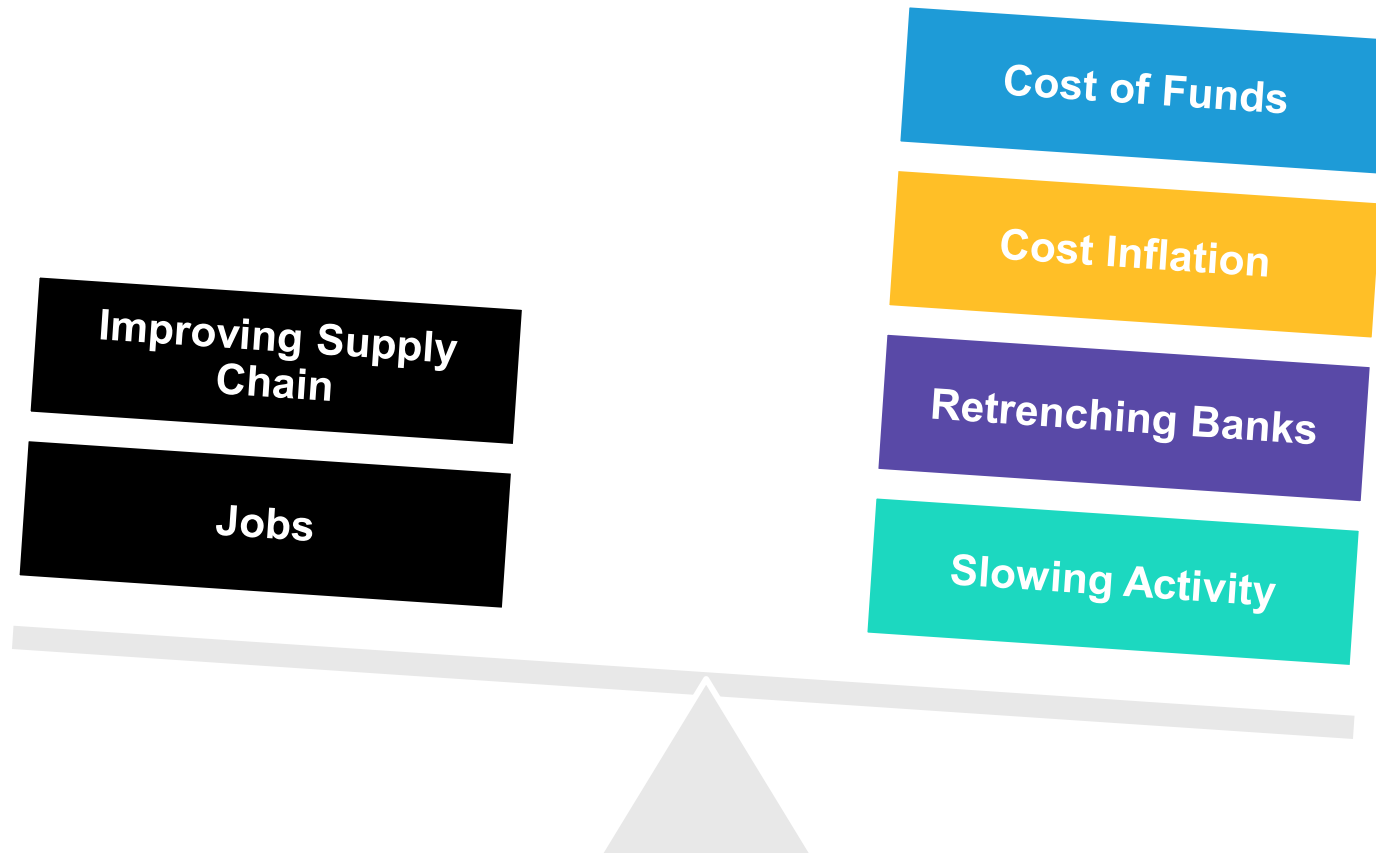 Improving Supply
Chain
Jobs
Cost of Funds
Cost Inflation
Retrenching Banks
Slowing Activity